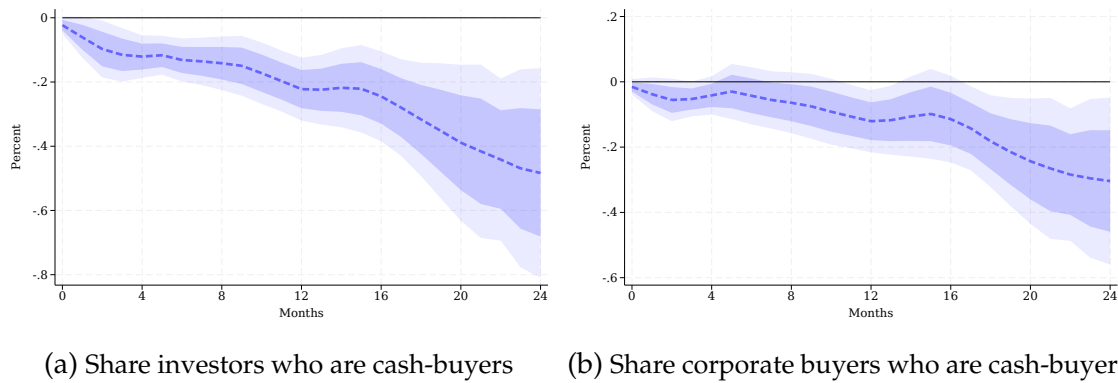 0
-.2
-.4
-.6
-.8
Percent
0 4 8 12 16 20 24
Months
(a) Share investors who are cash-buyers
.2
0
-.2
-.4
-.6
Percent
0 4 8 12 16 20 24
Months
(b) Share corporate buyers who are cash-buyer